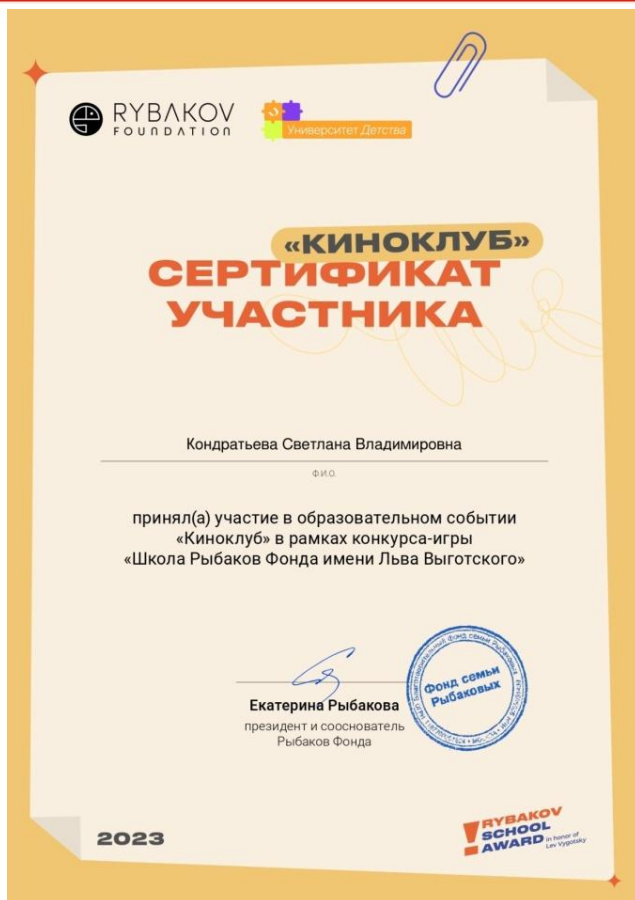 RYBAKOV
FOUNDATION
Университет Детства
«КИНОКЛУБ»
СЕРТИФИКАТ
УЧАСТНИКА
Кондратьева Светлана Владимировна
Ф.И.О.
принял(а) участие в образовательном событии
«Киноклуб» в рамках конкурса-игры
«Школа Рыбаков Фонда имени Льва Выготского»
Фонд семьи
Рыбаковых
Екатерина Рыбакова
президент и сооснователь
Рыбаков Фонда
2023
RYBAKOV
SCHOOL
AWARD
in honor of
Lev Vygotsky